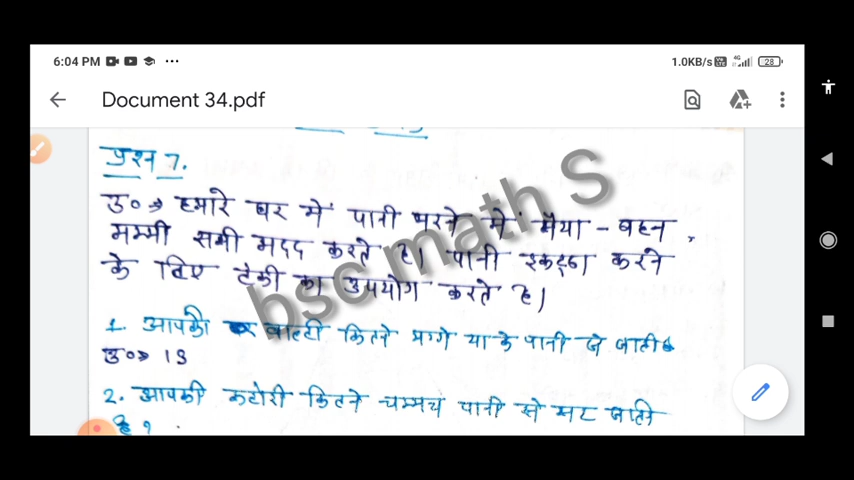 6:04 PM ... 1.0KB/s 4G 28
Document 34.pdf
प्रश्न 7.
उ० → हमारे घर में पानी भरने में भैया - बहन,
मम्मी सभी मदद करते है। पानी इकट्ठा करने
के लिए टैंकी का उपयोग करते है।
1. आपकी बाल्टी कितने मग्गे पानी से जाती
उ० → 13
2. आपकी कटोरी कितने चम्मच पानी से भर जाती
है ?
bsc math S